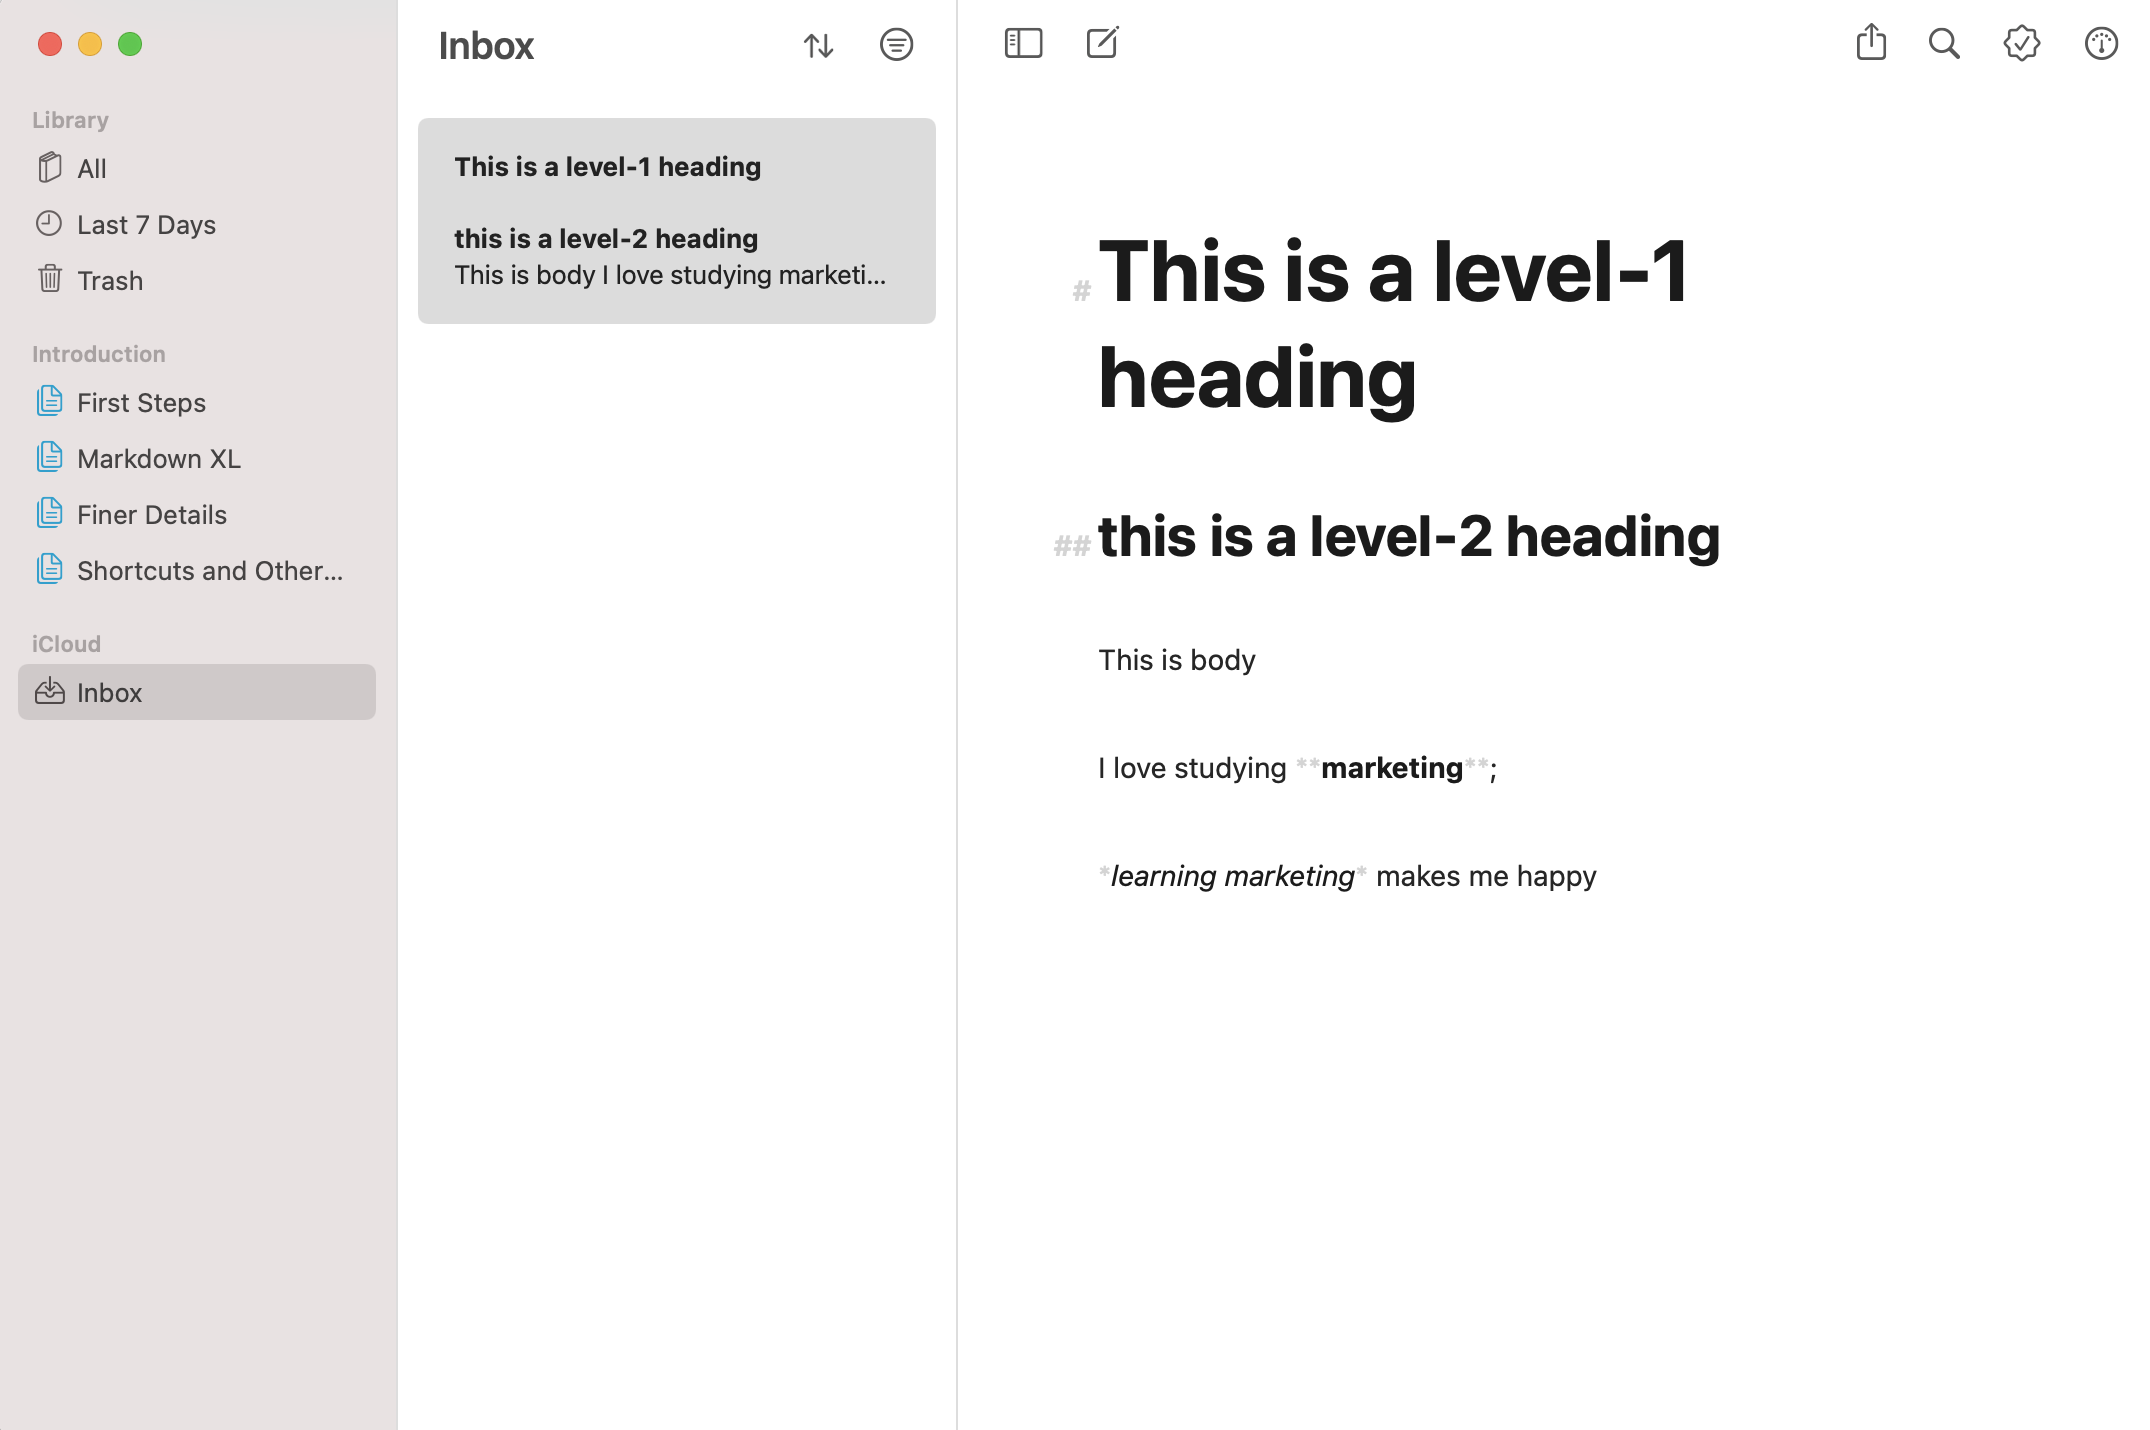 Library
All
Last 7 Days
Trash
Introduction
First Steps
Markdown XL
Finer Details
Shortcuts and Other...
iCloud
Inbox
Inbox
This is a level-1 heading
this is a level-2 heading
This is body I love studying marketi...
# This is a level-1
heading
## this is a level-2 heading
This is body
I love studying **marketing**;
*learning marketing* makes me happy